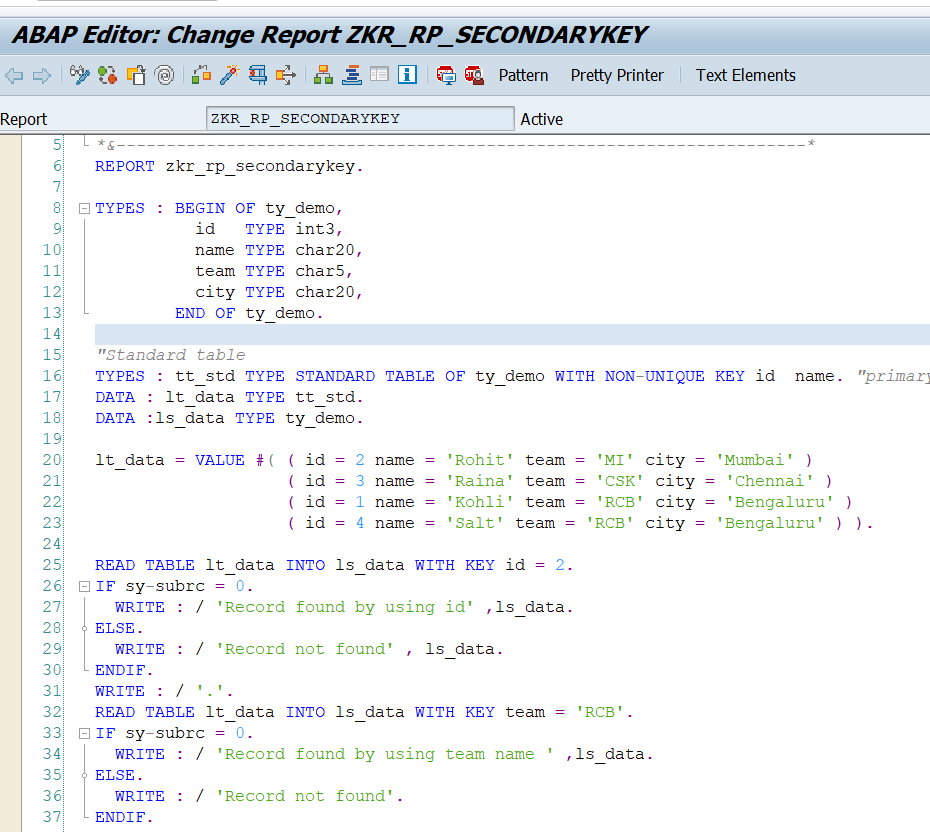 ABAP Editor: Change Report ZKR_RP_SECONDARYKEY
Pattern Pretty Printer Text Elements
Report ZKR_RP_SECONDARYKEY Active
5 *&---------------------------------------------------------------------*
6 REPORT zkr_rp_secondarykey.
7
8 TYPES : BEGIN OF ty_demo,
9           id   TYPE int3,
10           name TYPE char20,
11           team TYPE char5,
12           city TYPE char20,
13         END OF ty_demo.
14
15 "Standard table
16 TYPES : tt_std TYPE STANDARD TABLE OF ty_demo WITH NON-UNIQUE KEY id  name. "primary
17 DATA : lt_data TYPE tt_std.
18 DATA :ls_data TYPE ty_demo.
19
20 lt_data = VALUE #( ( id = 2 name = 'Rohit' team = 'MI' city = 'Mumbai' )
21                    ( id = 3 name = 'Raina' team = 'CSK' city = 'Chennai' )
22                    ( id = 1 name = 'Kohli' team = 'RCB' city = 'Bengaluru' )
23                    ( id = 4 name = 'Salt' team = 'RCB' city = 'Bengaluru' ) ).
24
25 READ TABLE lt_data INTO ls_data WITH KEY id = 2.
26 IF sy-subrc = 0.
27   WRITE : / 'Record found by using id' ,ls_data.
28 ELSE.
29   WRITE : / 'Record not found' , ls_data.
30 ENDIF.
31 WRITE : / '.'.
32 READ TABLE lt_data INTO ls_data WITH KEY team = 'RCB'.
33 IF sy-subrc = 0.
34   WRITE : / 'Record found by using team name ' ,ls_data.
35 ELSE.
36   WRITE : / 'Record not found'.
37 ENDIF.